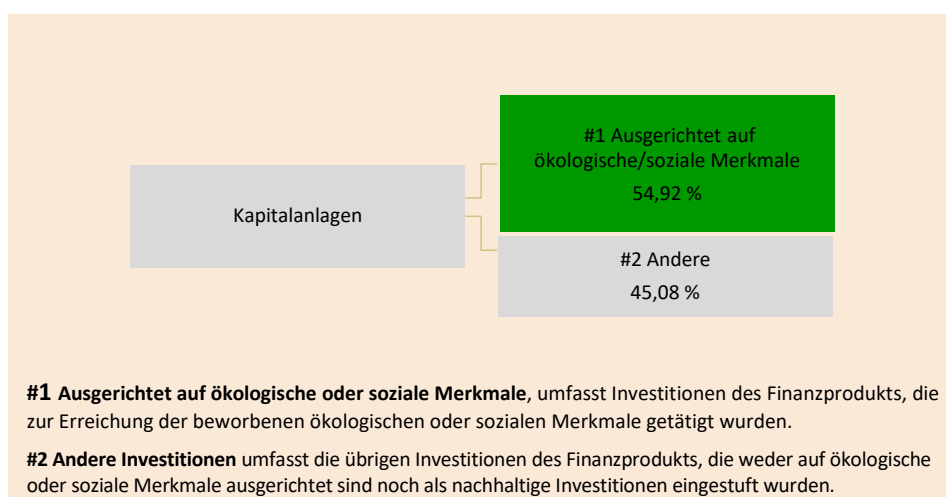 #1 Ausgerichtet auf
ökologische/soziale Merkmale
54,92 %
Kapitalanlagen
#2 Andere
45,08 %
#1 Ausgerichtet auf ökologische oder soziale Merkmale, umfasst Investitionen des Finanzprodukts, die
zur Erreichung der beworbenen ökologischen oder sozialen Merkmale getätigt wurden.
#2 Andere Investitionen umfasst die übrigen Investitionen des Finanzprodukts, die weder auf ökologische
oder soziale Merkmale ausgerichtet sind noch als nachhaltige Investitionen eingestuft wurden.